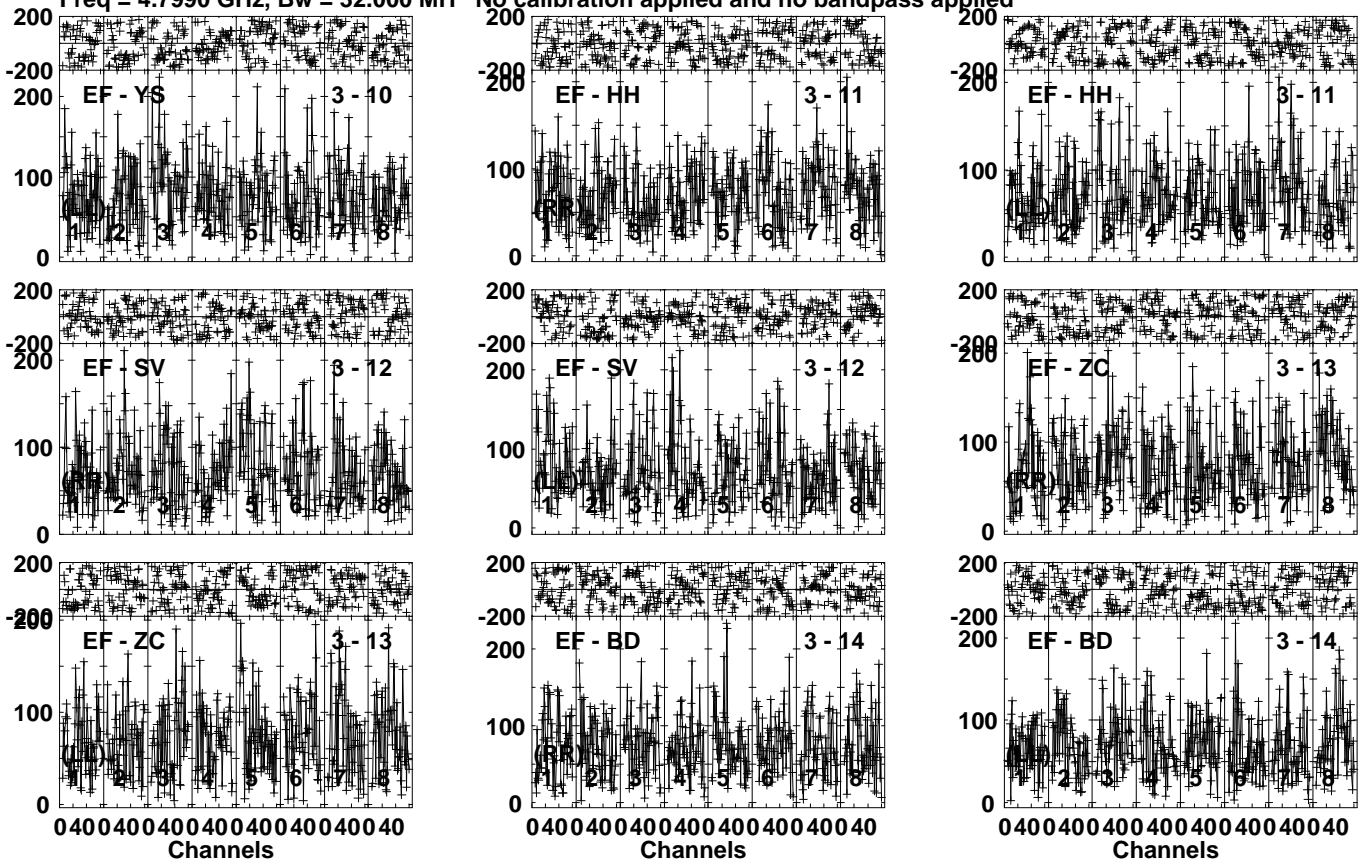 Freq = 4.7990 GHz, Bw = 32.000 MH No calibration applied and no bandpass applied
200 200 200
-200 -200 -200
200 EF - YS 3 - 10 200 EF - HH 3 - 11 200 EF - HH 3 - 11
100 100 100
(LL) (RR) (LL)
1 2 3 4 5 6 7 8 1 2 3 4 5 6 7 8 1 2 3 4 5 6 7 8
0 0 0
200 200 200
-200 -200 -200
200 EF - SV 3 - 12 200 EF - SV 3 - 12 200 EF - ZC 3 - 13
100 100 100
(RR) (LL) (RR)
1 2 3 4 5 6 7 8 1 2 3 4 5 6 7 8 1 2 3 4 5 6 7 8
0 0 0
200 200 200
-200 -200 -200
200 EF - ZC 3 - 13 200 EF - BD 3 - 14 200 EF - BD 3 - 14
100 100 100
(LL) (RR) (LL)
1 2 3 4 5 6 7 8 1 2 3 4 5 6 7 8 1 2 3 4 5 6 7 8
0 0 0
0 40 0 40 0 40 0 40 0 40 0 40 0 40 0 40 0 40 0 40 0 40 0 40 0 40 0 40 0 40 0 40 0 40 0 40 0 40 0 40 0 40 0 40 0 40 0 40
Channels Channels Channels